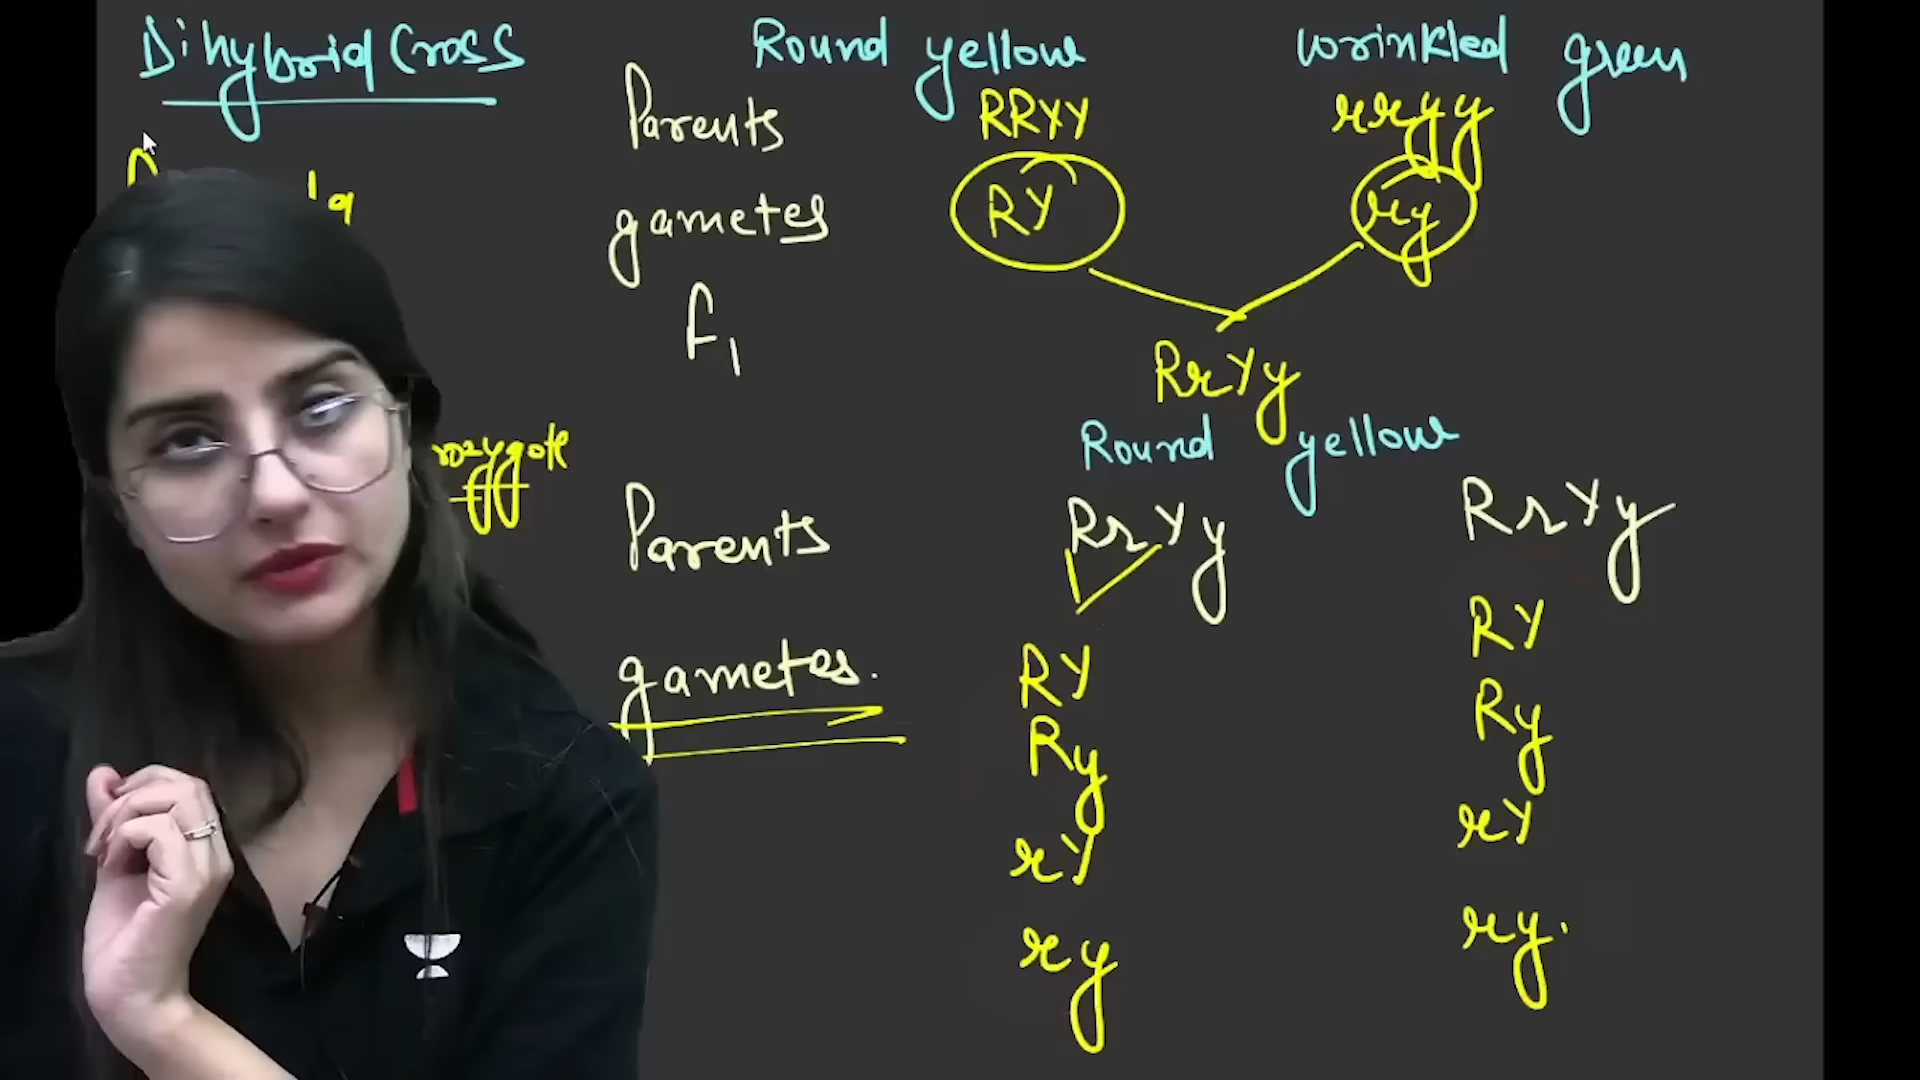 Dihybrid Cross
Round yellow wrinkled green
Parents RRYY rryy
gametes RY ry
F1
RrYy
Round yellow
Parents RrYy RrYy
gametes.
RY RY
Ry Ry
rY rY
ry ry.